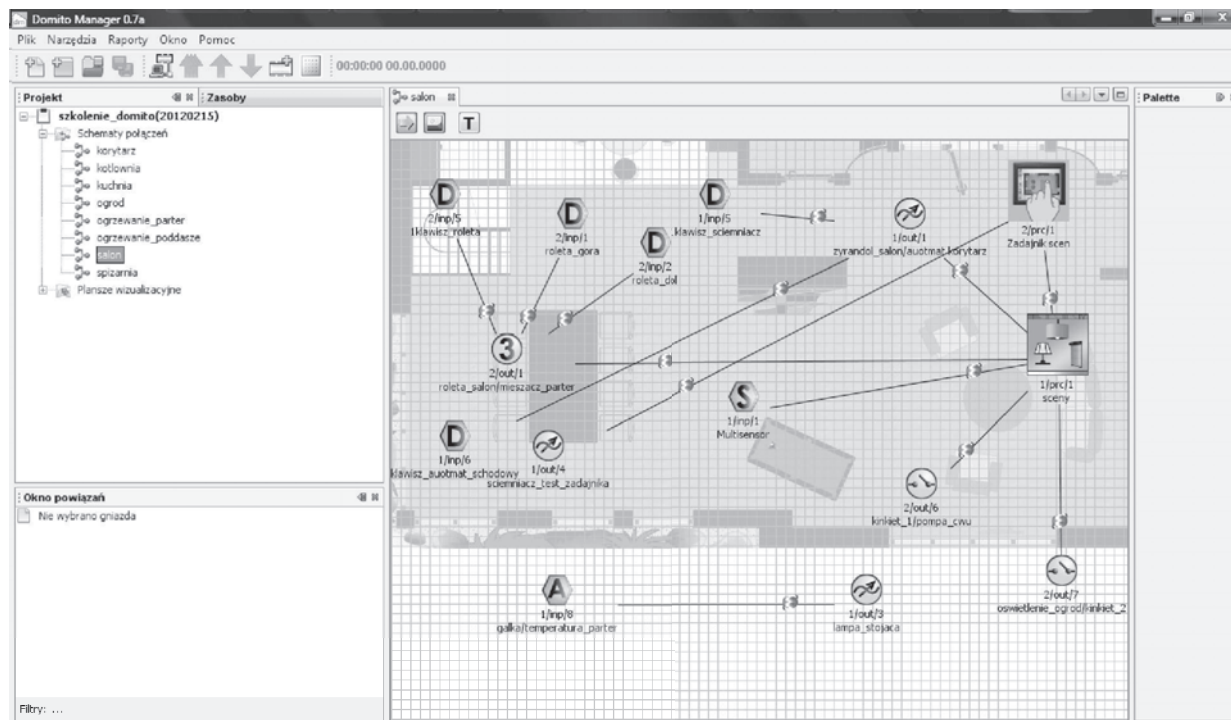 Domito Manager 0.7a
Plik Narzędzia Raporty Okno Pomoc
00:00:00 00.00.0000
Projekt
Zasoby
szkolenie_domito(20120215)
Schematy połączeń
korytarz
kotlownia
kuchnia
ogrod
ogrzewanie_parter
ogrzewanie_poddasze
salon
spizarnia
Plansze wizualizacyjne
Okno powiązań
Nie wybrano gniazda
Filtry: ...
salon
T
Palette
D
2/inp/5
1klawisz_roleta
D
2/inp/1
roleta_gora
D
2/inp/2
roleta_dol
D
1/inp/5
.klawisz_sciemniacz
1/out/1
zyrandol_salon/auotmat_korytarz
2/prc/1
Zadajnik scen
3
2/out/1
roleta_salon/meszacz_parter
1/prc/1
sceny
S
1/inp/1
Multisensor
D
1/inp/6
klawisz_auotmat_schodowy
1/out/4
sciemniacz_test_zadajnika
2/out/6
kinkiet_1/pompa_cwu
2/out/7
oswietlenie_ogrod/kinkiet_2
A
1/inp/8
galka/temperatura_parter
1/out/3
lampa_stojaca